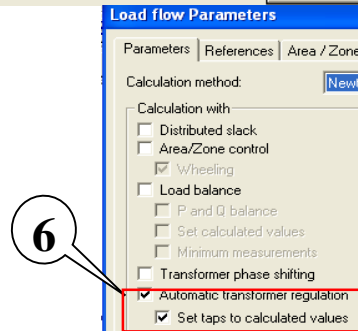 Load flow Parameters
Parameters References Area / Zone
Calculation method: Newt
Calculation with
Distributed slack
Area/Zone control
Wheeling
Load balance
P and Q balance
Set calculated values
Minimum measurements
Transformer phase shifting
6
Automatic transformer regulation
Set taps to calculated values